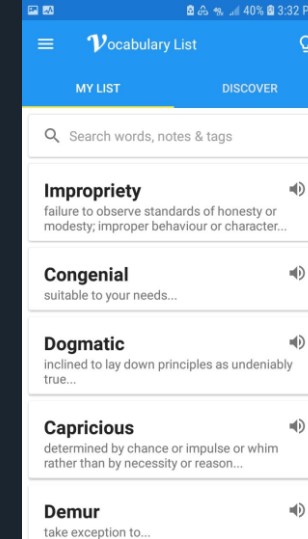 40% 3:32 P
Vocabulary List
MY LIST DISCOVER
Search words, notes & tags
Impropriety
failure to observe standards of honesty or
modesty; improper behaviour or character...
Congenial
suitable to your needs...
Dogmatic
inclined to lay down principles as undeniably
true...
Capricious
determined by chance or impulse or whim
rather than by necessity or reason...
Demur
take exception to...